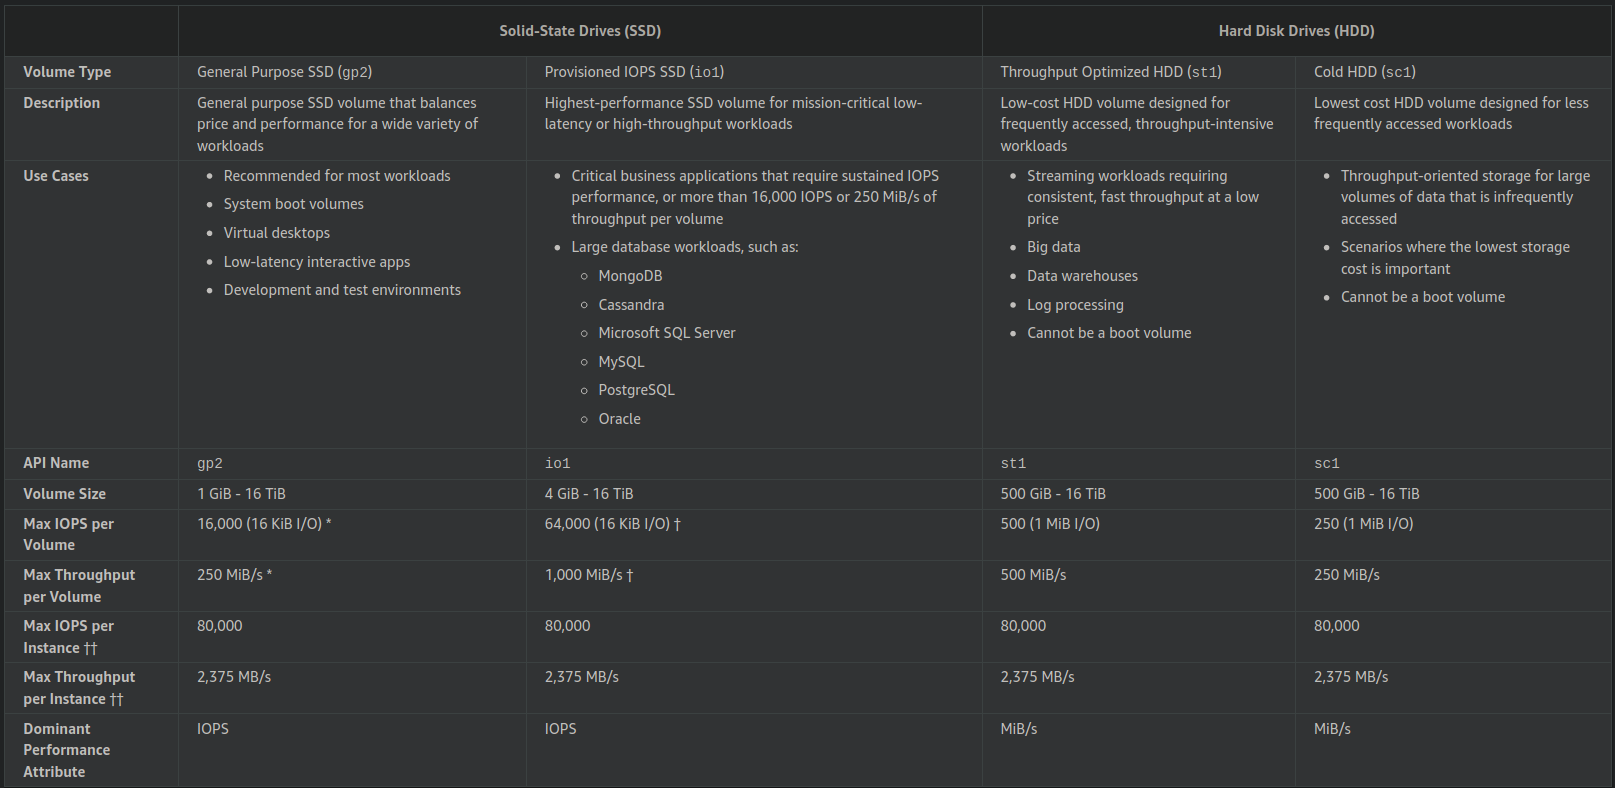 Solid-State Drives (SSD)
Hard Disk Drives (HDD)
Volume Type
General Purpose SSD (gp2)
Provisioned IOPS SSD (io1)
Throughput Optimized HDD (st1)
Cold HDD (sc1)
Description
General purpose SSD volume that balances
price and performance for a wide variety of
workloads
Highest-performance SSD volume for mission-critical low-
latency or high-throughput workloads
Low-cost HDD volume designed for
frequently accessed, throughput-intensive
workloads
Lowest cost HDD volume designed for less
frequently accessed workloads
Use Cases
• Recommended for most workloads
• System boot volumes
• Virtual desktops
• Low-latency interactive apps
• Development and test environments
• Critical business applications that require sustained IOPS
performance, or more than 16,000 IOPS or 250 MiB/s of
throughput per volume
• Large database workloads, such as:
○ MongoDB
○ Cassandra
○ Microsoft SQL Server
○ MySQL
○ PostgreSQL
○ Oracle
• Streaming workloads requiring
consistent, fast throughput at a low
price
• Big data
• Data warehouses
• Log processing
• Cannot be a boot volume
• Throughput-oriented storage for large
volumes of data that is infrequently
accessed
• Scenarios where the lowest storage
cost is important
• Cannot be a boot volume
API Name
gp2
io1
st1
sc1
Volume Size
1 GiB - 16 TiB
4 GiB - 16 TiB
500 GiB - 16 TiB
500 GiB - 16 TiB
Max IOPS per
Volume
16,000 (16 KiB I/O) *
64,000 (16 KiB I/O) †
500 (1 MiB I/O)
250 (1 MiB I/O)
Max Throughput
per Volume
250 MiB/s *
1,000 MiB/s †
500 MiB/s
250 MiB/s
Max IOPS per
Instance ††
80,000
80,000
80,000
80,000
Max Throughput
per Instance ††
2,375 MB/s
2,375 MB/s
2,375 MB/s
2,375 MB/s
Dominant
Performance
Attribute
IOPS
IOPS
MiB/s
MiB/s